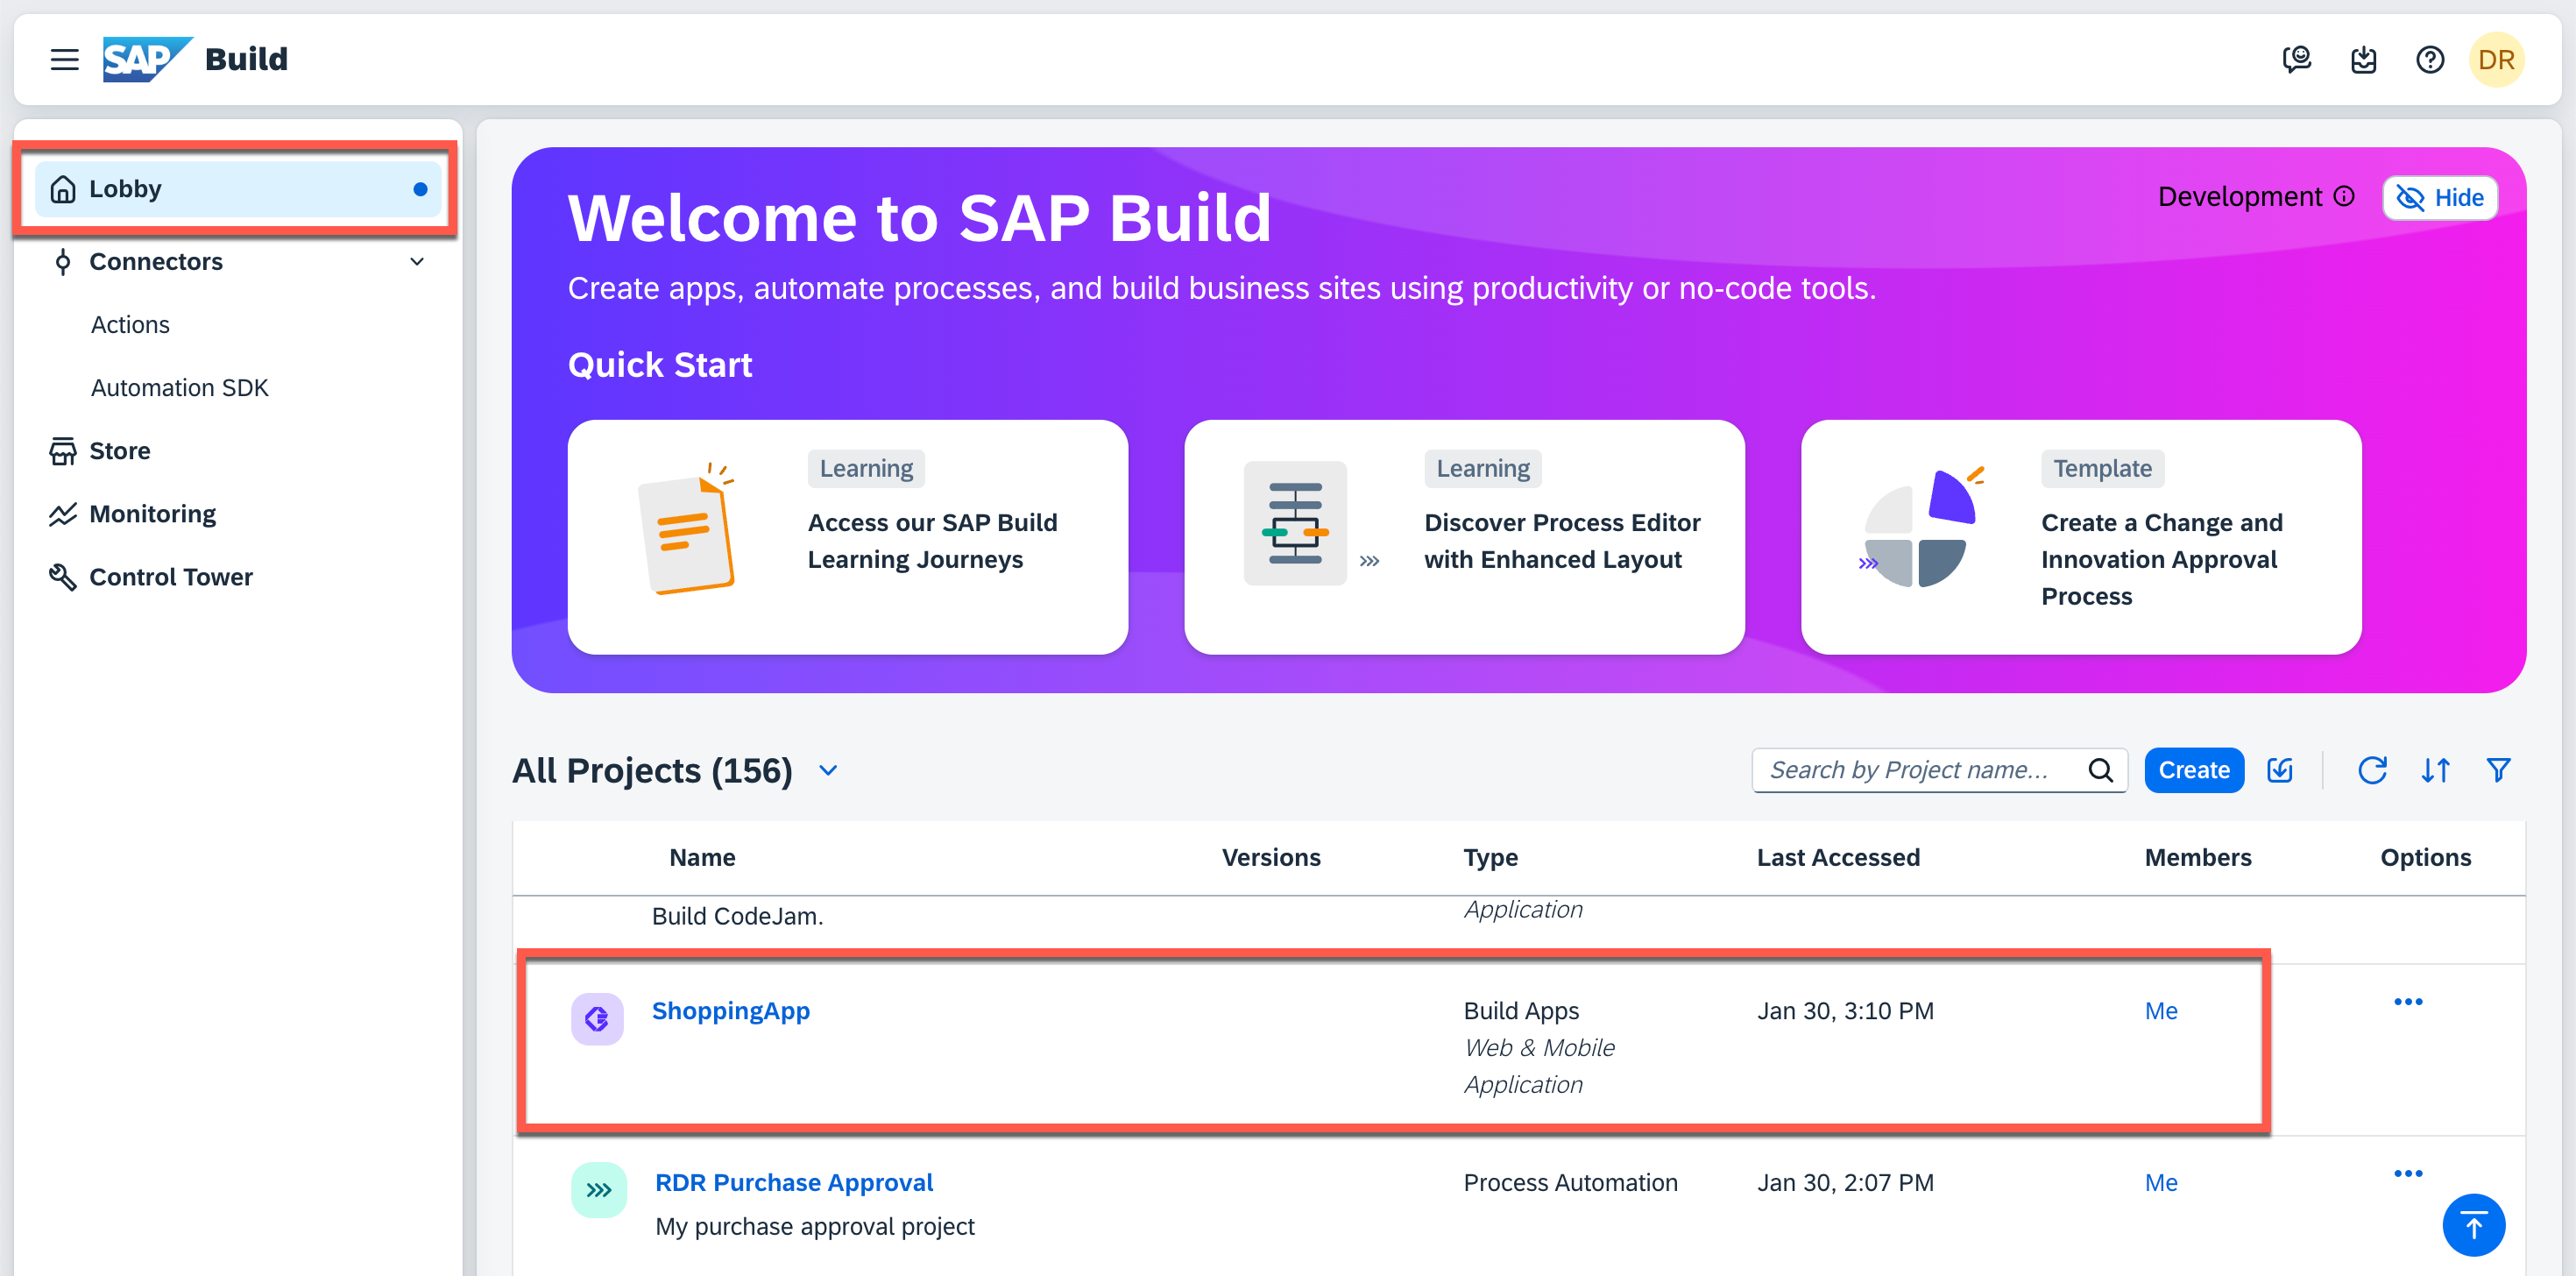 SAP Build
DR
Lobby
Connectors
Actions
Automation SDK
Store
Monitoring
Control Tower
Welcome to SAP Build
Development
Hide
Create apps, automate processes, and build business sites using productivity or no-code tools.
Quick Start
Learning
Access our SAP Build
Learning Journeys
Learning
Discover Process Editor
with Enhanced Layout
Template
Create a Change and
Innovation Approval
Process
All Projects (156)
Search by Project name...
Create
Name Versions Type Last Accessed Members Options
Build CodeJam.
Application
ShoppingApp
Build Apps
Web & Mobile
Application
Jan 30, 3:10 PM
Me
RDR Purchase Approval
My purchase approval project
Process Automation
Jan 30, 2:07 PM
Me